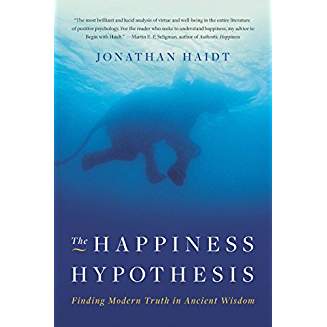 "The most brilliant and lucid analysis of virtue and well-being in the entire literature
of positive psychology. For the reader who seeks to understand happiness, my advice is:
Begin with Haidt." —Martin E. P. Seligman, author of Authentic Happiness
JONATHAN HAIDT
The
HAPPINESS
HYPOTHESIS
Finding Modern Truth in Ancient Wisdom